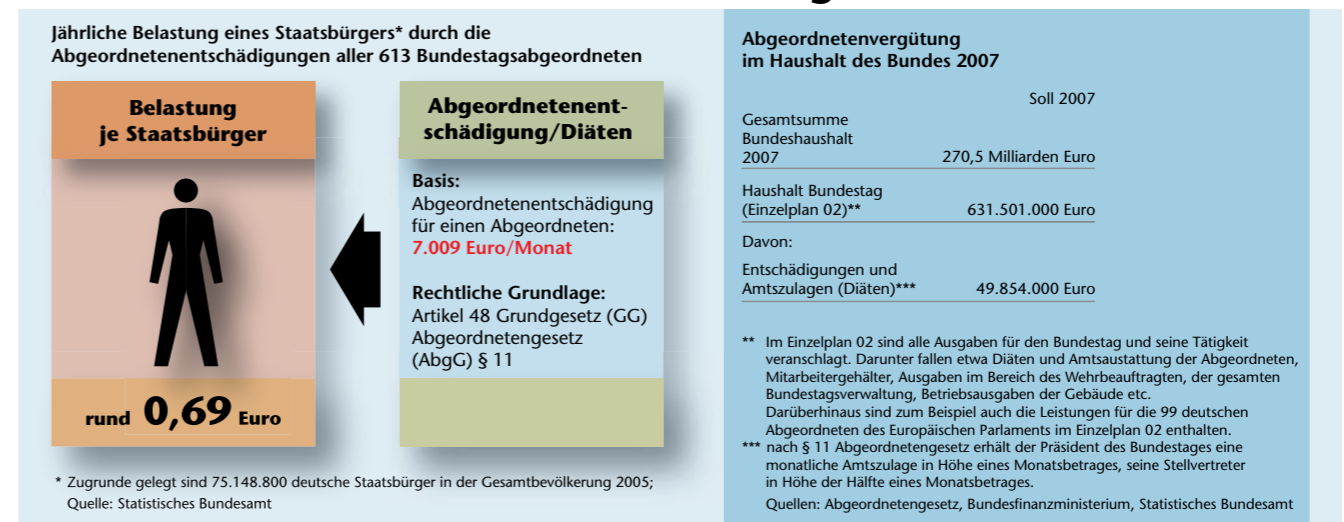 Jährliche Belastung eines Staatsbürgers* durch die
Abgeordnetenentschädigungen aller 613 Bundestagsabgeordneten
Belastung
je Staatsbürger
rund 0,69 Euro
Abgeordnetenent-
schädigung/Diäten
Basis:
Abgeordnetenentschädigung
für einen Abgeordneten:
7.009 Euro/Monat
Rechtliche Grundlage:
Artikel 48 Grundgesetz (GG)
Abgeordnetengesetz
(AbgG) § 11
* Zugrunde gelegt sind 75.148.800 deutsche Staatsbürger in der Gesamtbevölkerung 2005;
Quelle: Statistisches Bundesamt
Abgeordnetenvergütung
im Haushalt des Bundes 2007
Soll 2007
Gesamtsumme
Bundeshaushalt
2007 270,5 Milliarden Euro
Haushalt Bundestag
(Einzelplan 02)** 631.501.000 Euro
Davon:
Entschädigungen und
Amtszulagen (Diäten)*** 49.854.000 Euro
** Im Einzelplan 02 sind alle Ausgaben für den Bundestag und seine Tätigkeit
veranschlagt. Darunter fallen etwa Diäten und Amtsaustattung der Abgeordneten,
Mitarbeitergehälter, Ausgaben im Bereich des Wehrbeauftragten, der gesamten
Bundestagsverwaltung, Betriebsausgaben der Gebäude etc.
Darüberhinaus sind zum Beispiel auch die Leistungen für die 99 deutschen
Abgeordneten des Europäischen Parlaments im Einzelplan 02 enthalten.
*** nach § 11 Abgeordnetengesetz erhält der Präsident des Bundestages eine
monatliche Amtszulage in Höhe eines Monatsbetrages, seine Stellvertreter
in Höhe der Hälfte eines Monatsbetrages.
Quellen: Abgeordnetengesetz, Bundesfinanzministerium, Statistisches Bundesamt